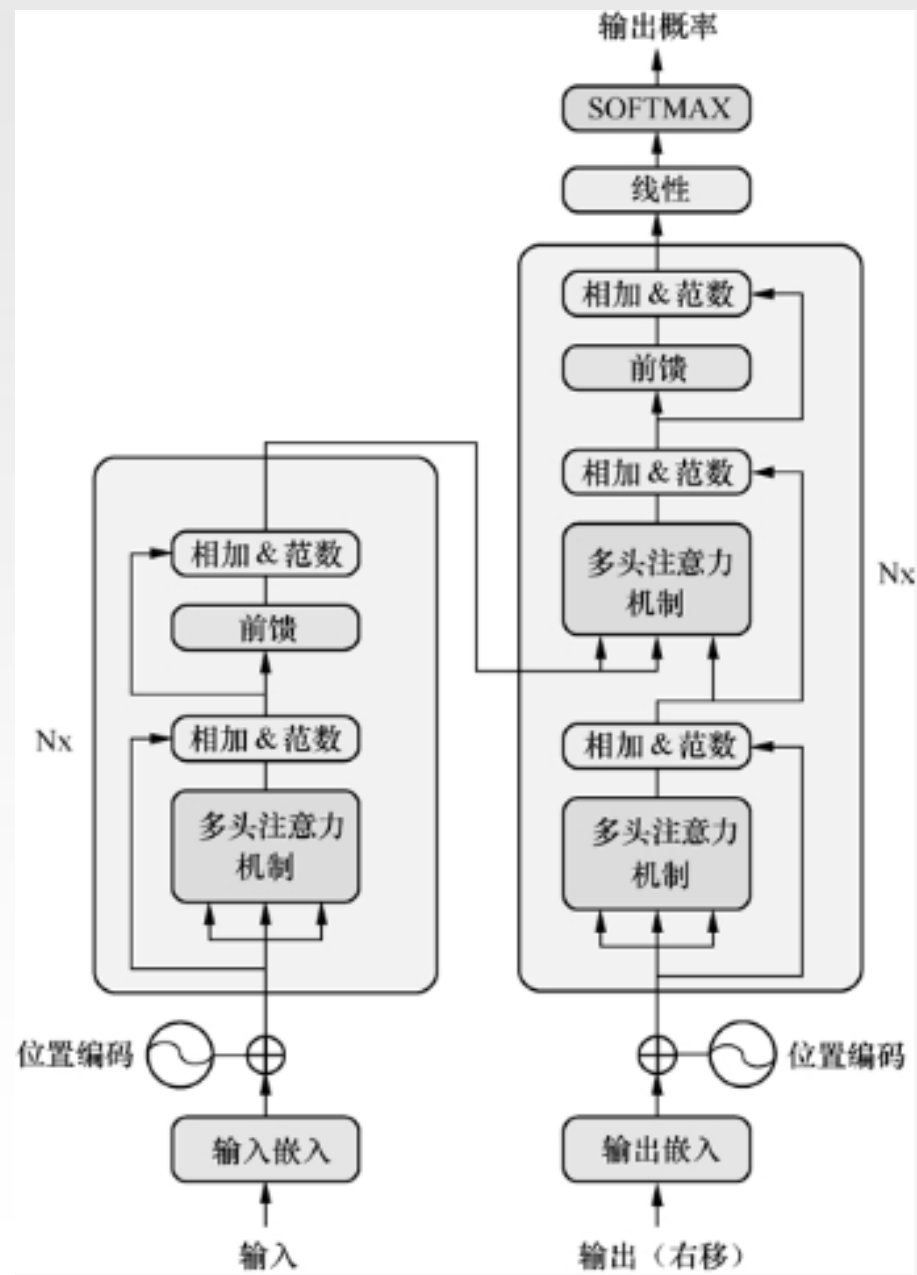 输出概率
SOFTMAX
线性
相加 & 范数
前馈
相加 & 范数
多头注意力
机制
Nx
相加 & 范数
多头注意力
机制
位置编码
输出嵌入
输出（右移）
相加 & 范数
前馈
Nx
相加 & 范数
多头注意力
机制
位置编码
输入嵌入
输入